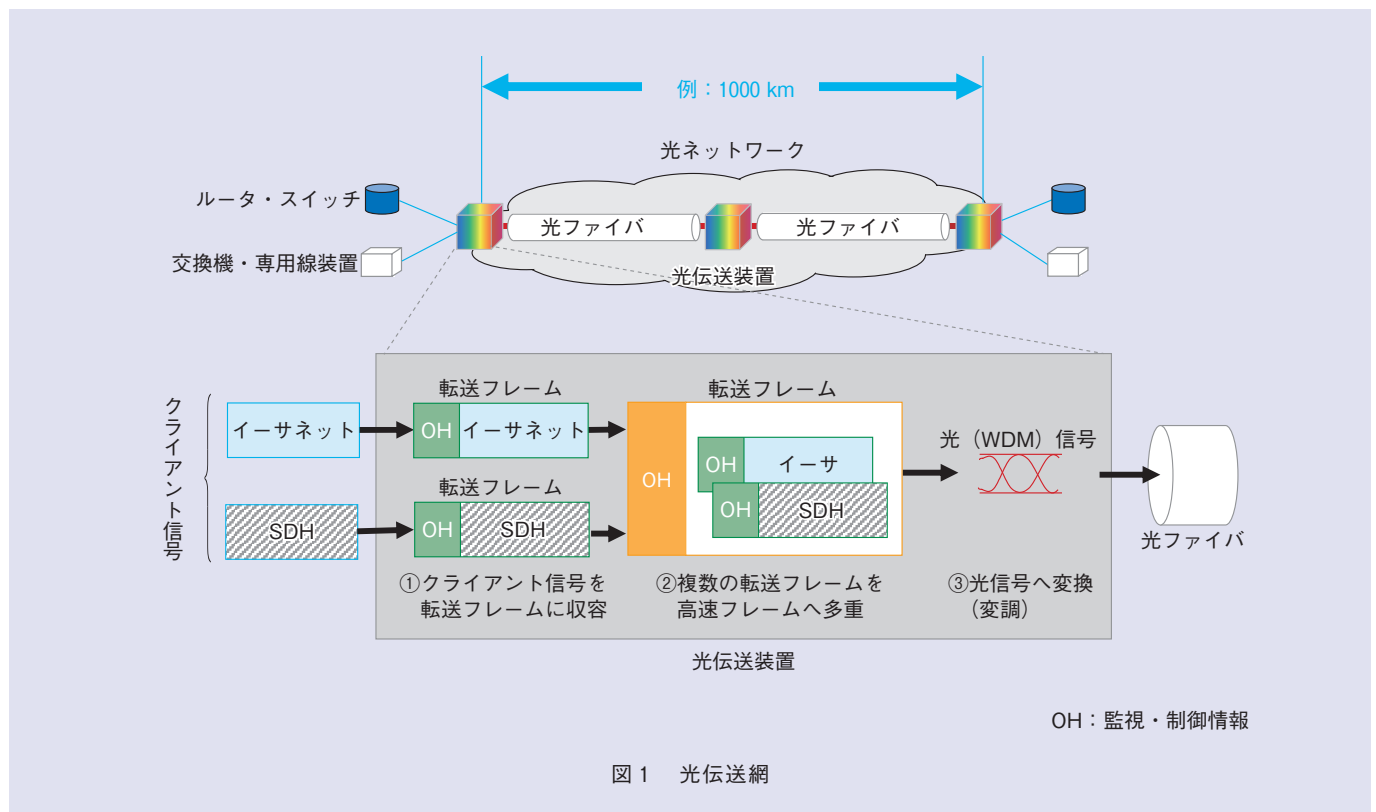 例：1000 km
光ネットワーク
ルータ・スイッチ
光ファイバ
光ファイバ
交換機・専用線装置
光伝送装置
クライアント信号
転送フレーム
転送フレーム
イーサネット
OH
イーサネット
OH
OH
イーサ
光（WDM）信号
転送フレーム
SDH
OH
SDH
OH
SDH
光ファイバ
①クライアント信号を
転送フレームに収容
②複数の転送フレームを
高速フレームへ多重
③光信号へ変換
（変調）
光伝送装置
OH：監視・制御情報
図1 光伝送網